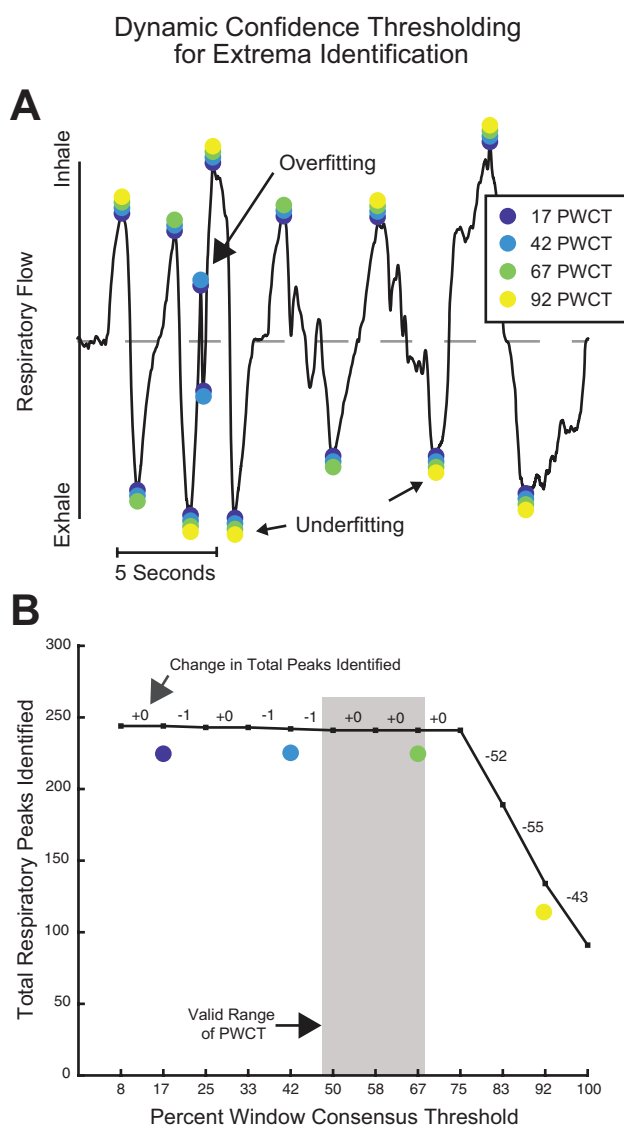 Dynamic Confidence Thresholding
for Extrema Identification
A
Inhale
Respiratory Flow
Exhale
Overfitting
17 PWCT
42 PWCT
67 PWCT
92 PWCT
Underfitting
5 Seconds
B
Total Respiratory Peaks Identified
300
250
200
150
100
50
0
Change in Total Peaks Identified
+0 -1 +0 -1 -1 +0 +0 +0
-52
-55
-43
Valid Range
of PWCT
8 17 25 33 42 50 58 67 75 83 92 100
Percent Window Consensus Threshold